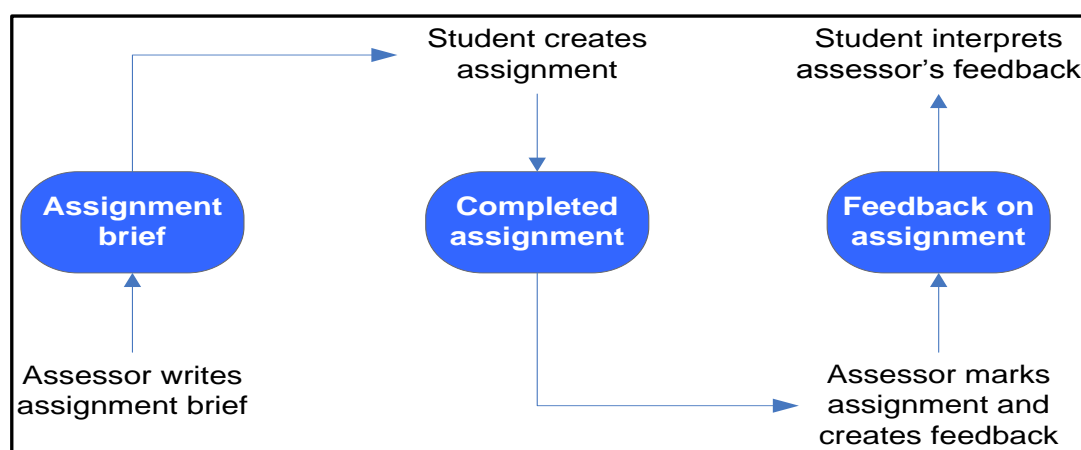 Student creates
assignment
Student interprets
assessor's feedback
Assignment
brief
Completed
assignment
Feedback on
assignment
Assessor writes
assignment brief
Assessor marks
assignment and
creates feedback